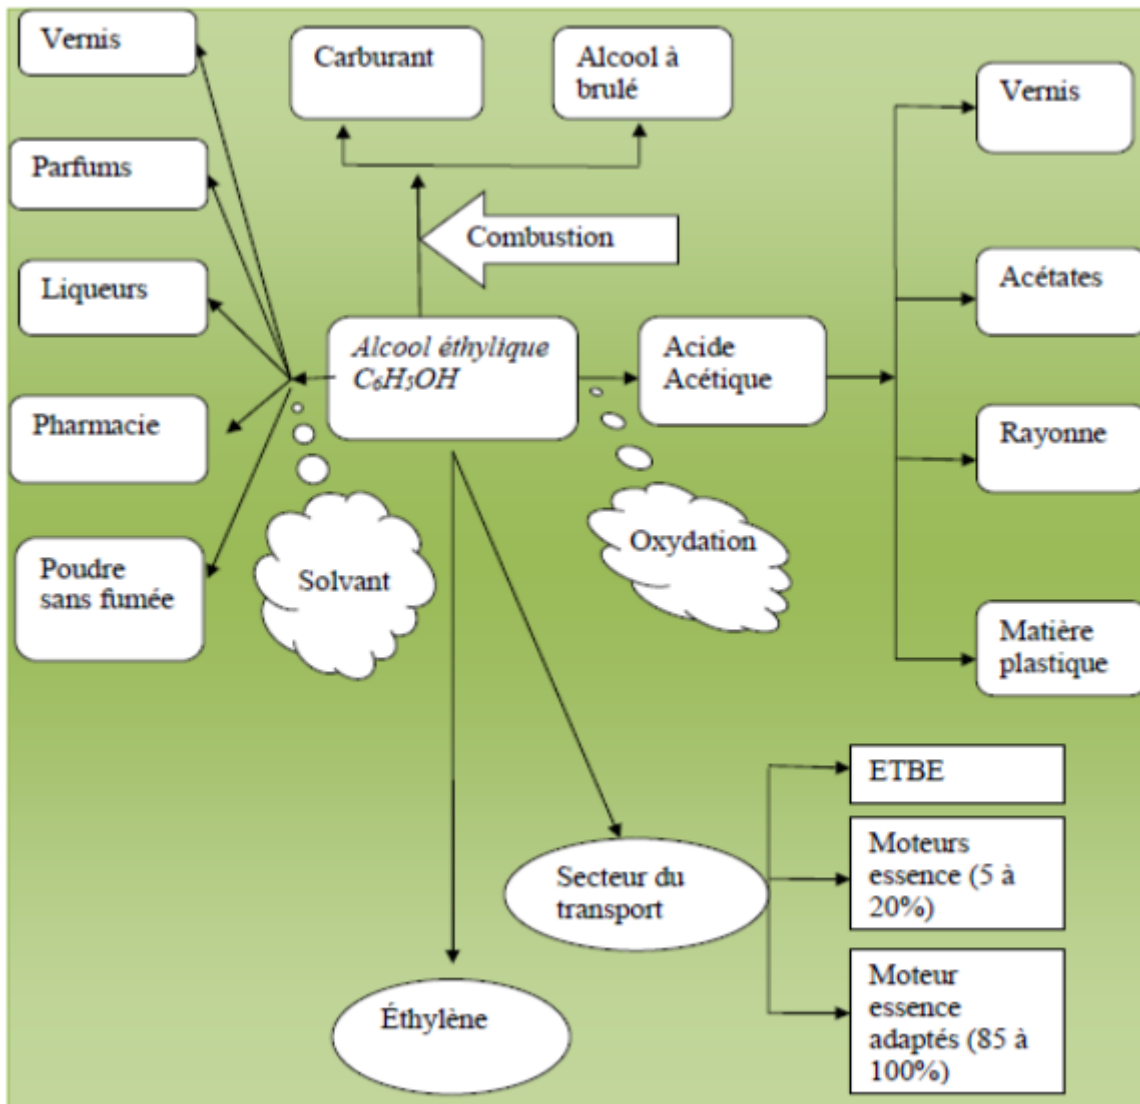 Vernis
Parfums
Liqueurs
Pharmacie
Poudre
sans fumée
Carburant
Alcool à
brulé
Combustion
Alcool éthylique
C₆H₅OH
Solvant
Acide
Acétique
Oxydation
Vernis
Acétates
Rayonne
Matière
plastique
Éthylène
Secteur du
transport
ETBE
Moteurs
essence (5 à
20%)
Moteur
essence
adaptés (85 à
100%)